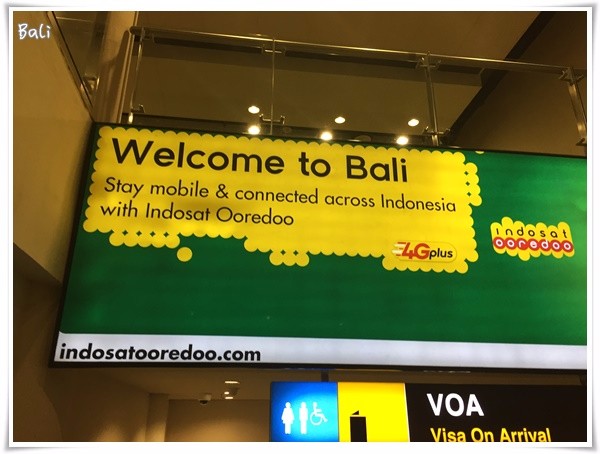 Bali
Welcome to Bali
Stay mobile & connected across Indonesia
with Indosat Ooredoo
4Gplus
indosat
ooredoo
indosatooredoo.com
VOA
Visa On Arrival